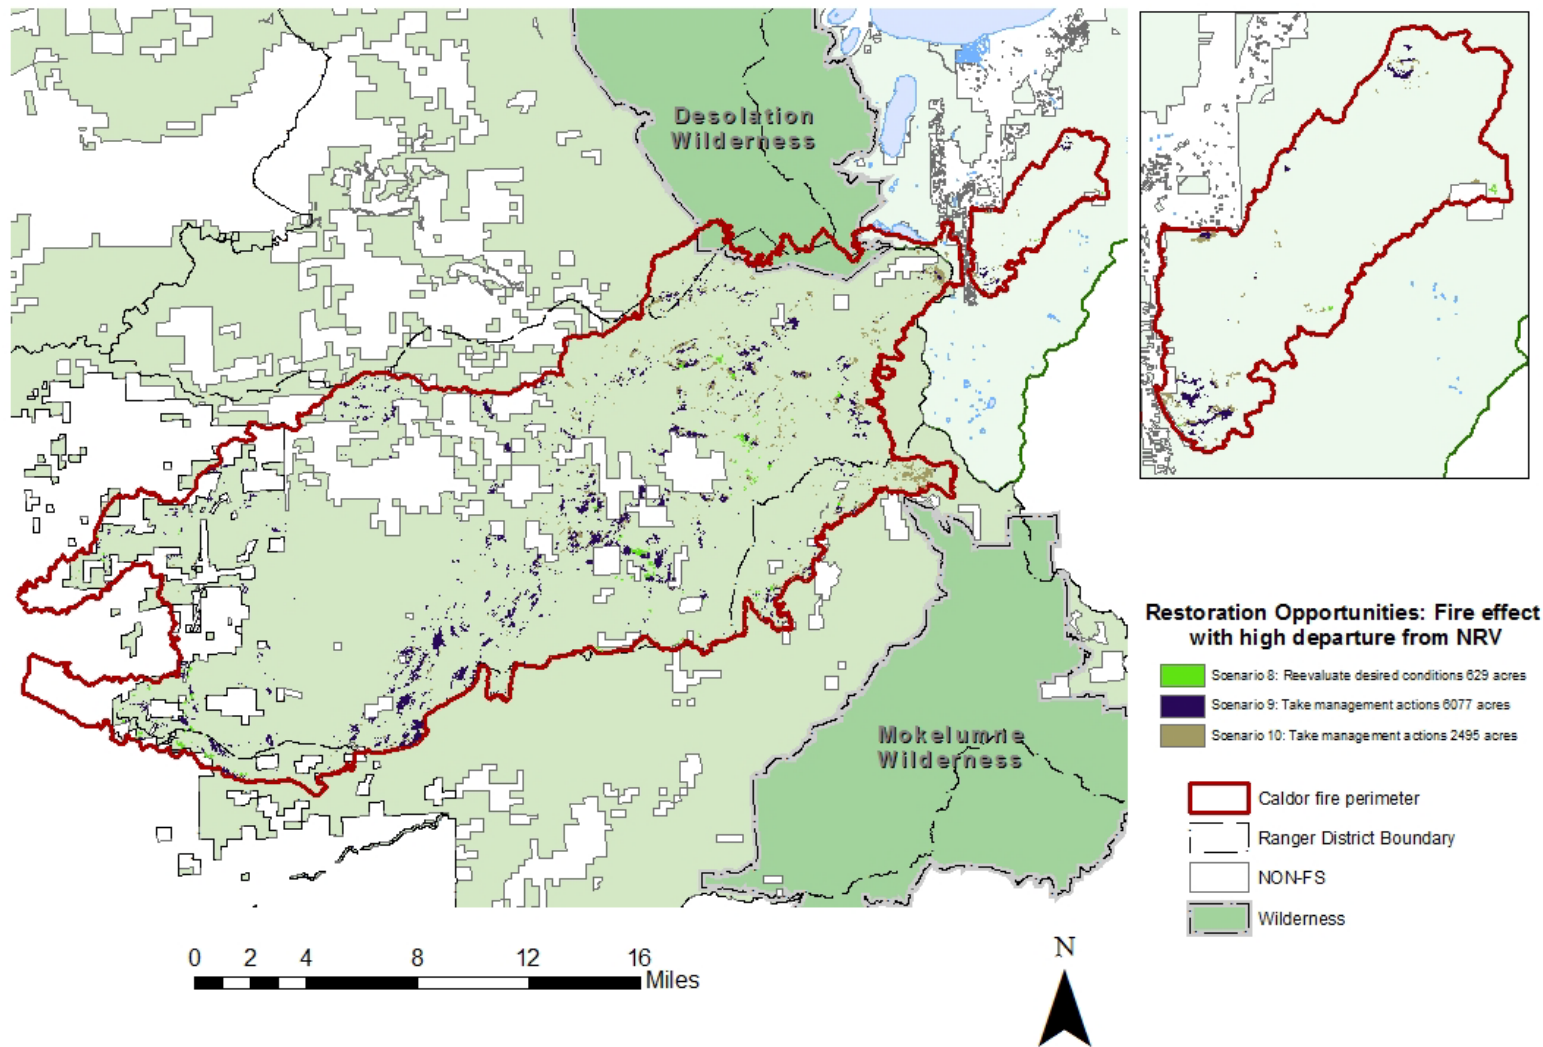 Desolation
Wilderness
Mokelumne
Wilderness
Restoration Opportunities: Fire effect
with high departure from NRV
Scenario 8: Reevaluate desired conditions 629 acres
Scenario 9: Take management actions 6077 acres
Scenario 10: Take management actions 2495 acres
Caldor fire perimeter
Ranger District Boundary
NON-FS
Wilderness
0 2 4 8 12 16
Miles
N